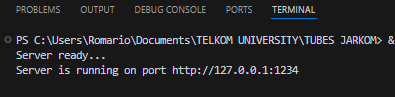 PROBLEMS OUTPUT DEBUG CONSOLE PORTS TERMINAL
PS C:\Users\Romario\Documents\TELKOM UNIVERSITY\TUBES JARKOM> &
Server ready...
Server is running on port http://127.0.0.1:1234